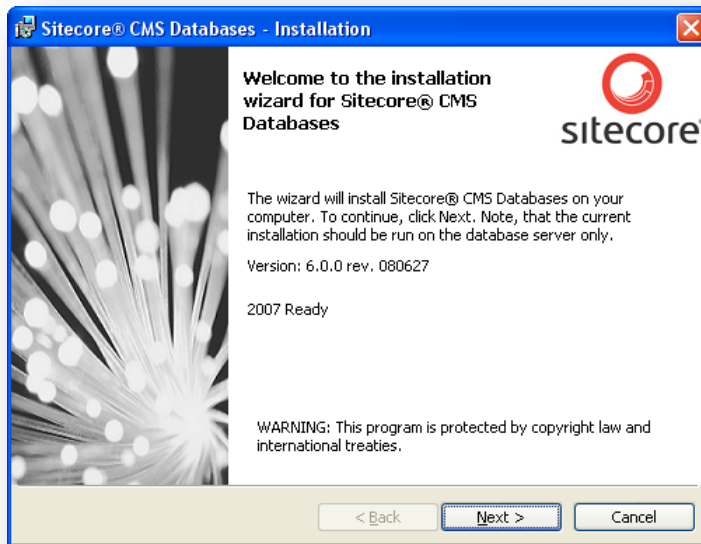 Sitecore® CMS Databases - Installation
Welcome to the installation
wizard for Sitecore® CMS
Databases
sitecore
The wizard will install Sitecore® CMS Databases on your
computer. To continue, click Next. Note, that the current
installation should be run on the database server only.
Version: 6.0.0 rev. 080627
2007 Ready
WARNING: This program is protected by copyright law and
international treaties.
< Back
Next >
Cancel